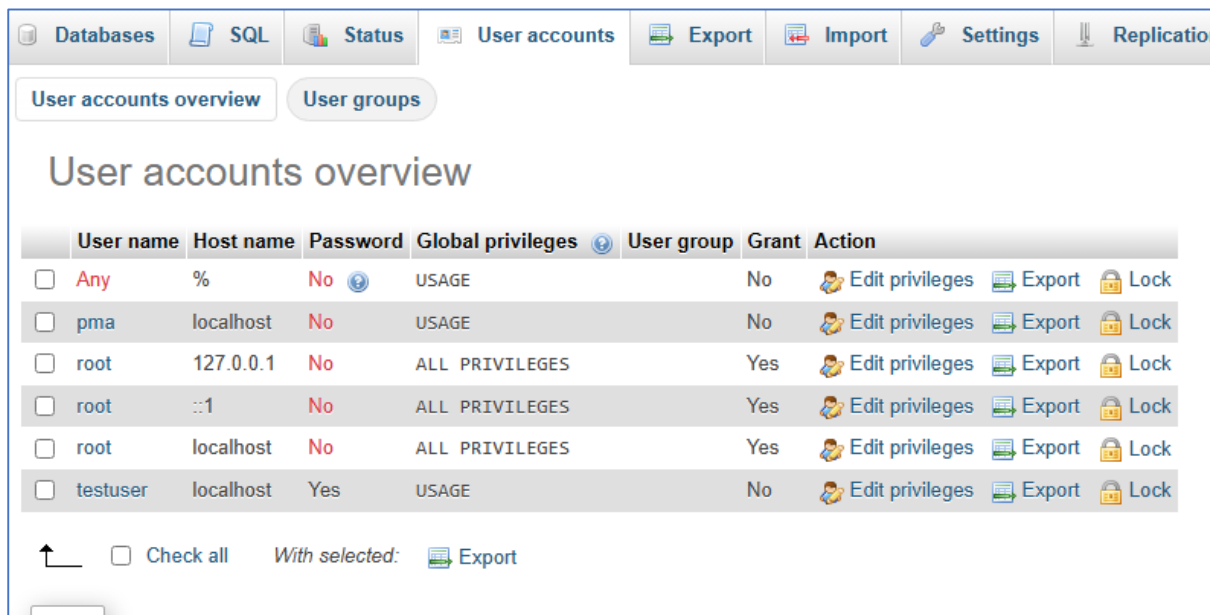 Databases SQL Status User accounts Export Import Settings Replicatio
User accounts overview User groups
User accounts overview
User name Host name Password Global privileges User group Grant Action
Any % No USAGE No Edit privileges Export Lock
pma localhost No USAGE No Edit privileges Export Lock
root 127.0.0.1 No ALL PRIVILEGES Yes Edit privileges Export Lock
root ::1 No ALL PRIVILEGES Yes Edit privileges Export Lock
root localhost No ALL PRIVILEGES Yes Edit privileges Export Lock
testuser localhost Yes USAGE No Edit privileges Export Lock
Check all With selected: Export